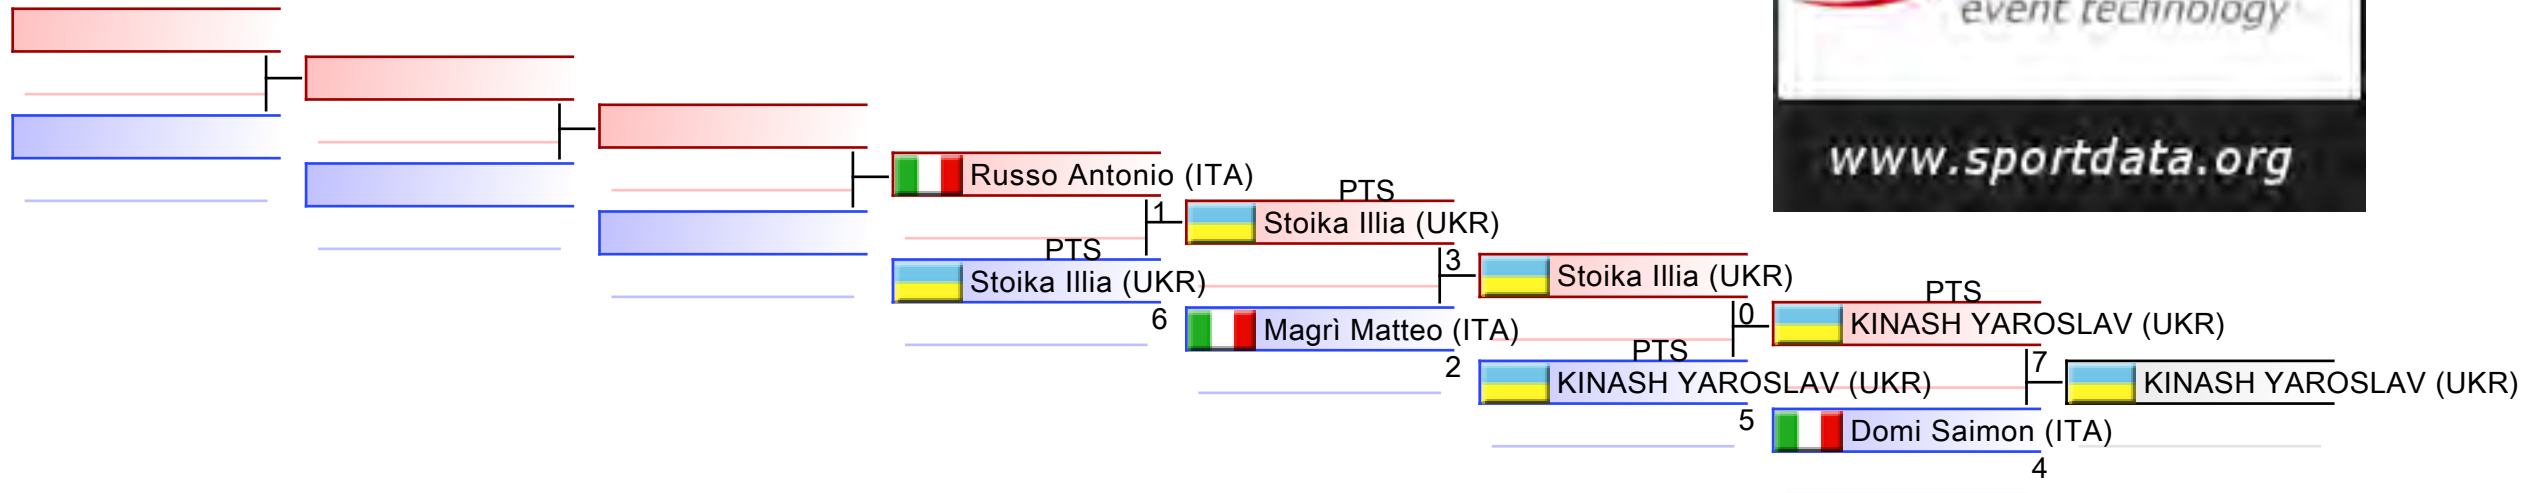 event technology
www.sportdata.org
Russo Antonio (ITA)
1
PTS
Stoika Illia (UKR)
PTS
Stoika Illia (UKR)
6
3
Stoika Illia (UKR)
Magrì Matteo (ITA)
2
0
PTS
KINASH YAROSLAV (UKR)
PTS
KINASH YAROSLAV (UKR)
5
7
KINASH YAROSLAV (UKR)
Domi Saimon (ITA)
4